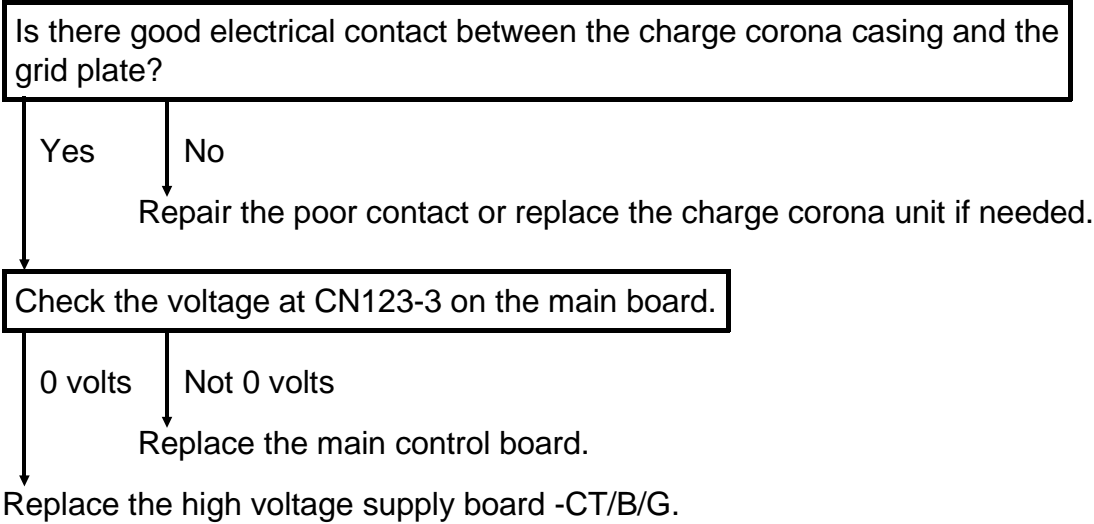 Is there good electrical contact between the charge corona casing and the
grid plate?
Yes No
Repair the poor contact or replace the charge corona unit if needed.
Check the voltage at CN123-3 on the main board.
0 volts Not 0 volts
Replace the main control board.
Replace the high voltage supply board -CT/B/G.